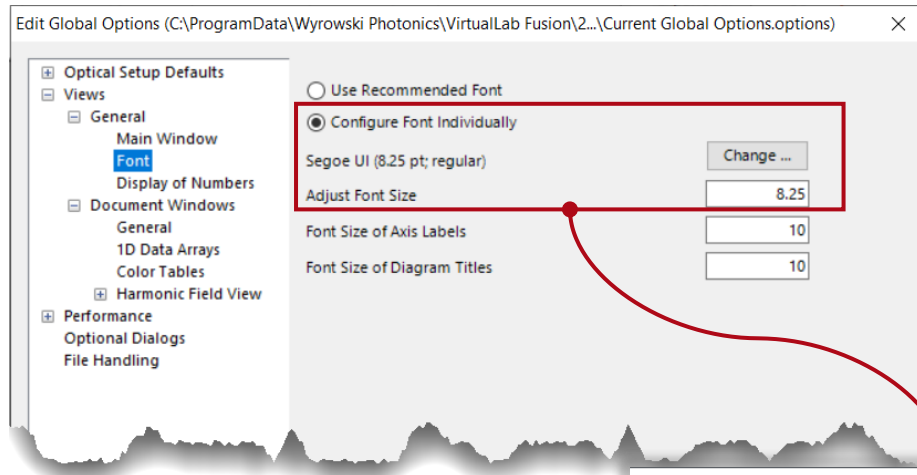 Edit Global Options (C:\ProgramData\Wyrowski Photonics\VirtualLab Fusion\2...\Current Global Options.options)
Optical Setup Defaults
Views
General
Main Window
Font
Display of Numbers
Document Windows
General
1D Data Arrays
Color Tables
Harmonic Field View
Performance
Optional Dialogs
File Handling
Use Recommended Font
Configure Font Individually
Segoe UI (8.25 pt; regular)
Change ...
Adjust Font Size
8.25
Font Size of Axis Labels
10
Font Size of Diagram Titles
10